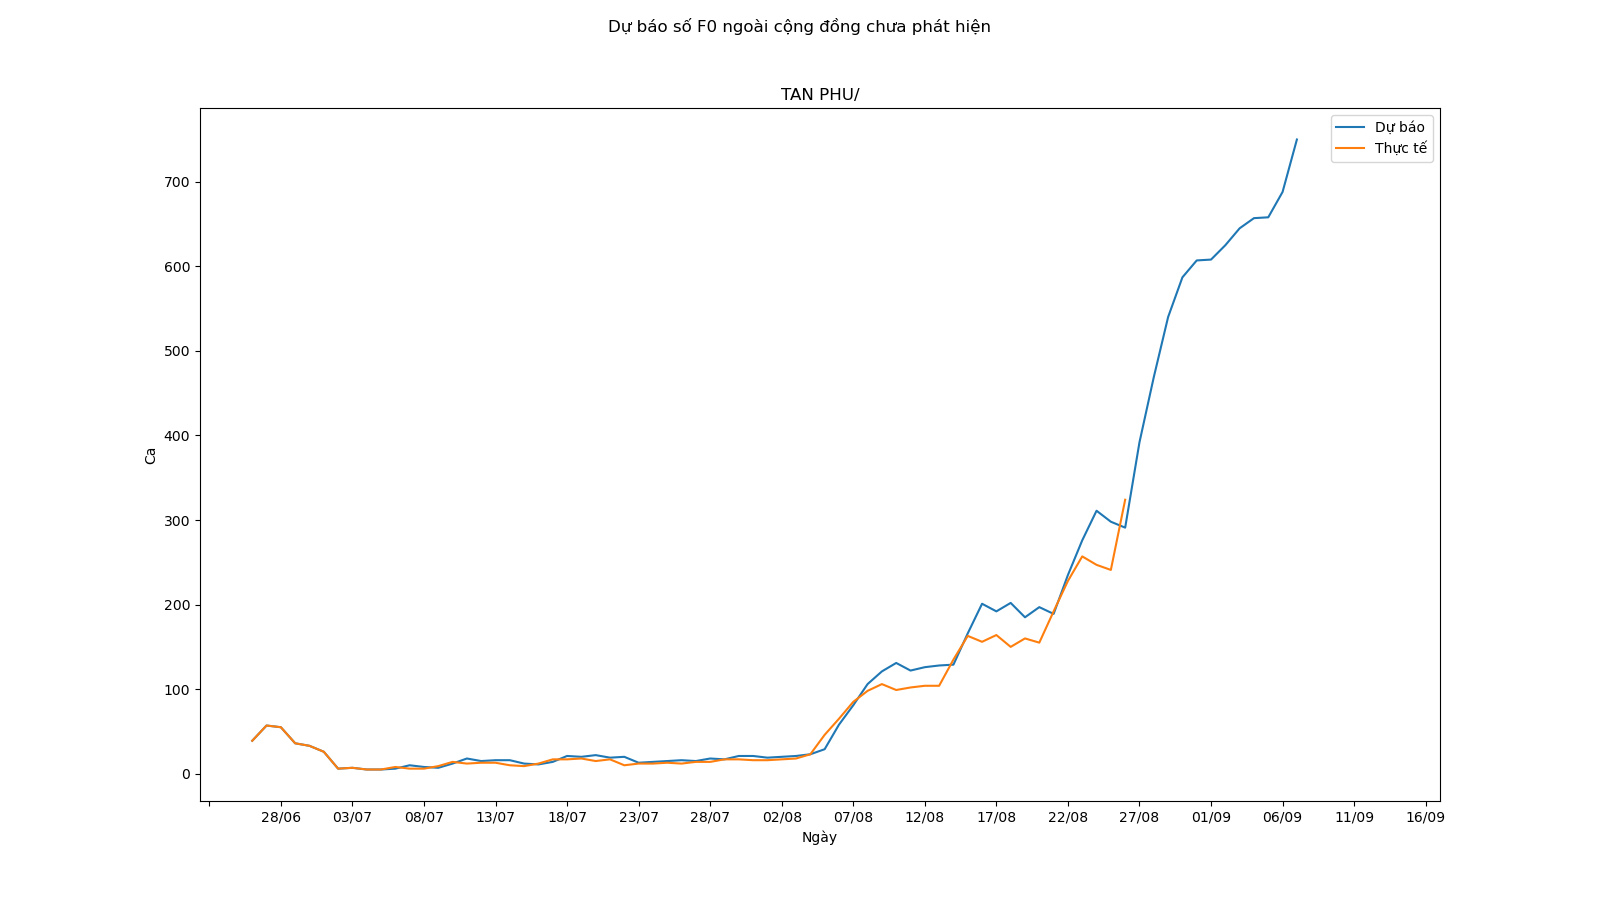 Dự báo số F0 ngoài cộng đồng chưa phát hiện
TAN PHU/
Dự báo
Thực tế
700
600
500
400
300
200
100
0
Ca
28/06 03/07 08/07 13/07 18/07 23/07 28/07 02/08 07/08 12/08 17/08 22/08 27/08 01/09 06/09 11/09 16/09
Ngày